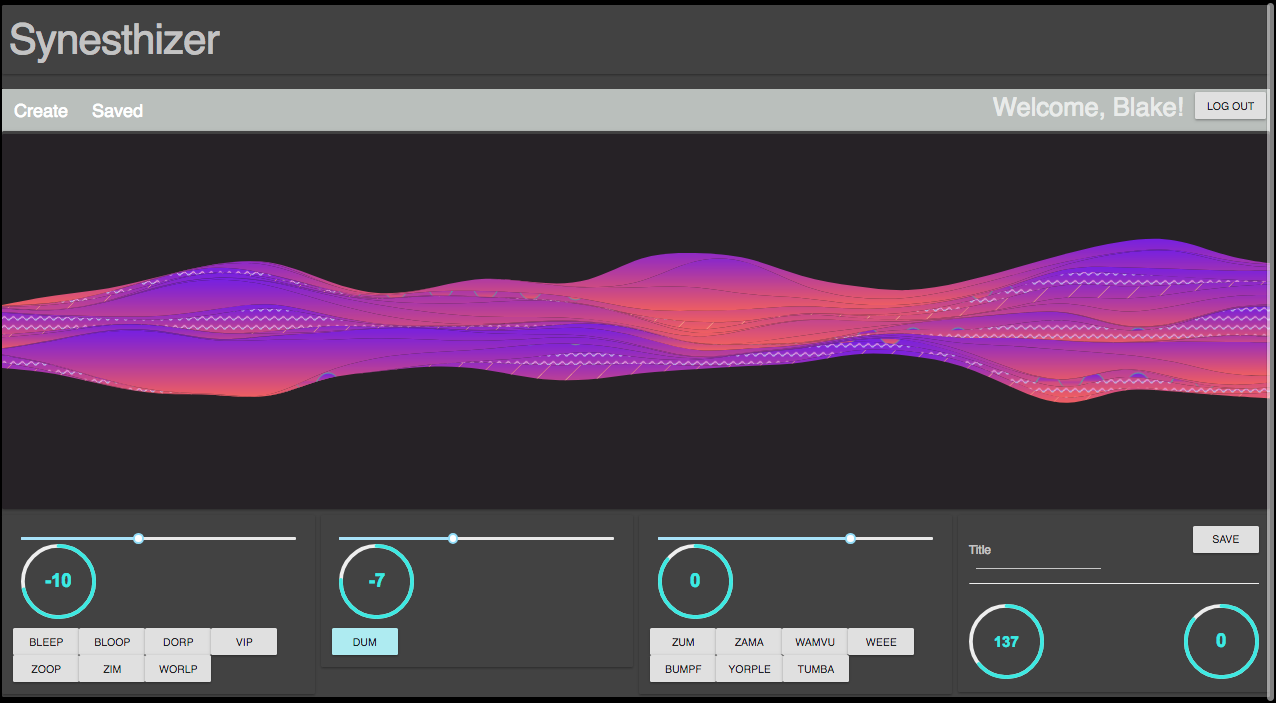 Synesthizer
Create Saved Welcome, Blake! LOG OUT
-10
BLEEP BLOOP DORP VIP
ZOOP ZIM WORLP
-7
DUM
0
ZUM ZAMA WAMVU WEEE
BUMPF YORPLE TUMBA
SAVE
Title
137 0